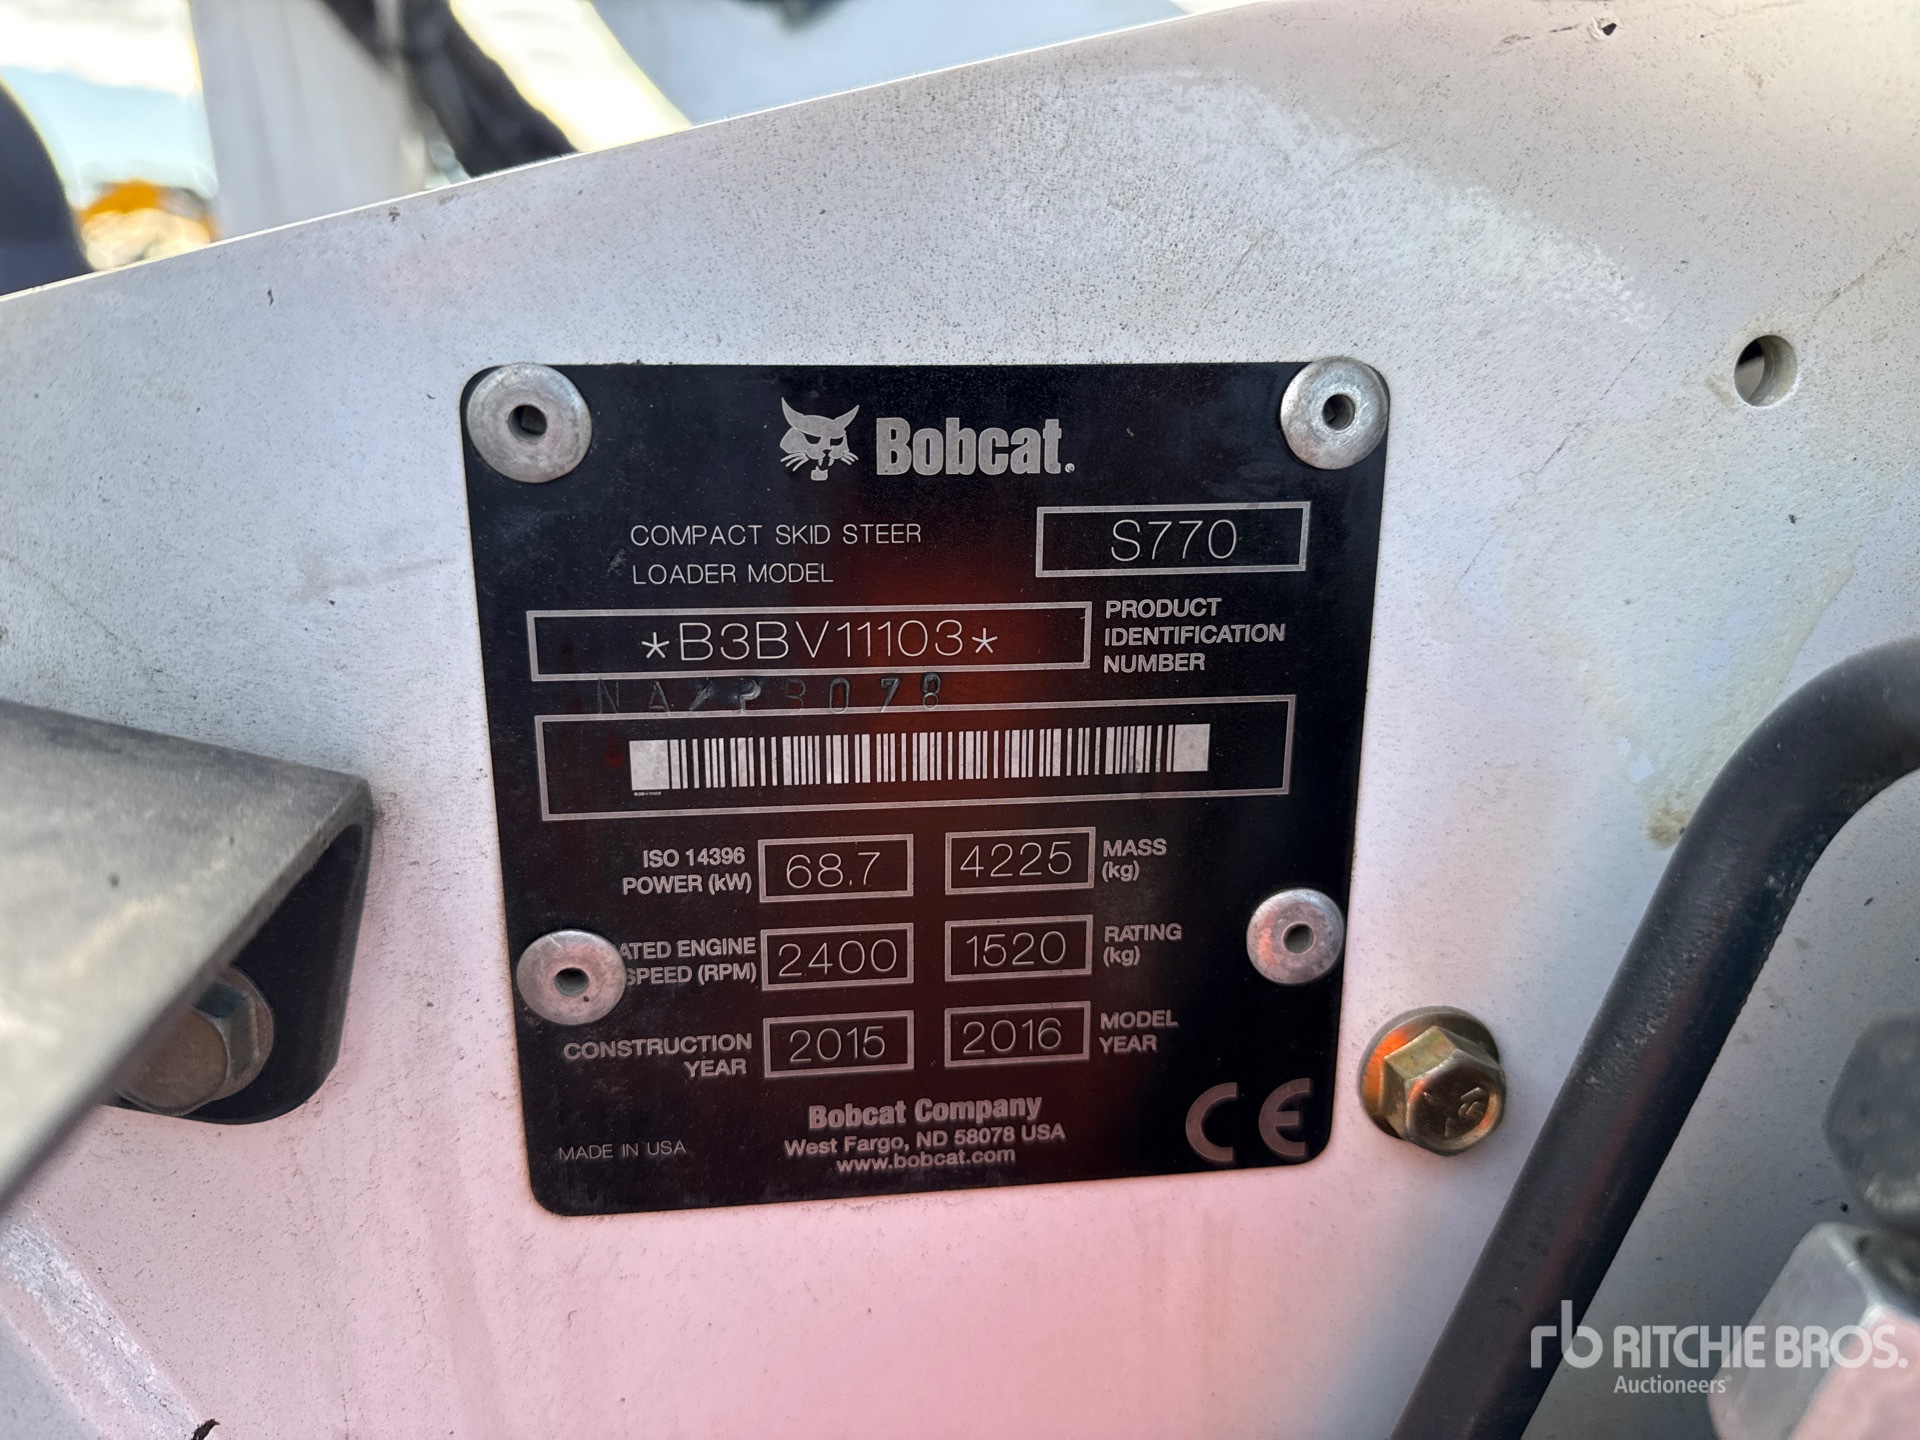 Bobcat.
COMPACT SKID STEER
LOADER MODEL
S770
*B3BV11103*
PRODUCT
IDENTIFICATION
NUMBER
B3BV11103
ISO 14396
POWER (kW)
68.7
4225
MASS
(kg)
ATED ENGINE
SPEED (RPM)
2400
1520
RATING
(kg)
CONSTRUCTION
YEAR
2015
2016
MODEL
YEAR
Bobcat Company
West Fargo, ND 58078 USA
www.bobcat.com
MADE IN USA
CE
rb RITCHIE BROS.
Auctioneers